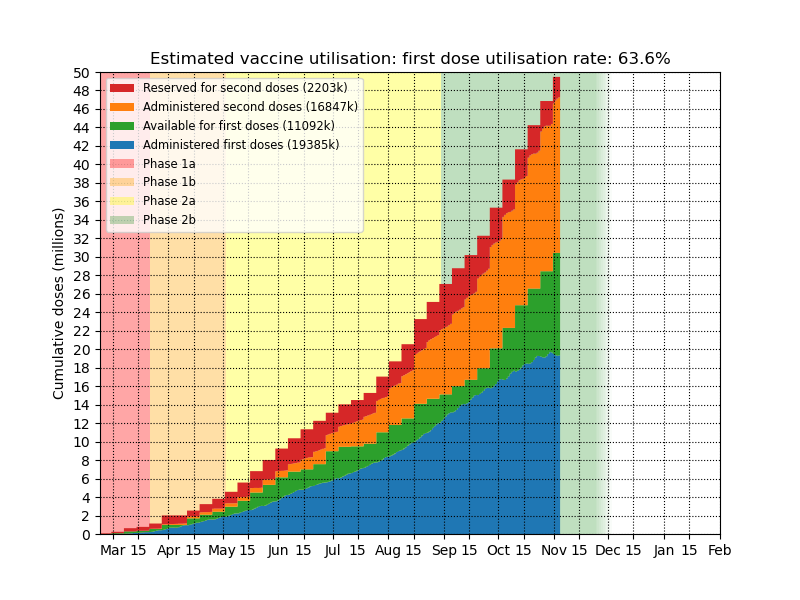 Estimated vaccine utilisation: first dose utilisation rate: 63.6%
Cumulative doses (millions)
50
48
46
44
42
40
38
36
34
32
30
28
26
24
22
20
18
16
14
12
10
8
6
4
2
0
Reserved for second doses (2203k)
Administered second doses (16847k)
Available for first doses (11092k)
Administered first doses (19385k)
Phase 1a
Phase 1b
Phase 2a
Phase 2b
Mar 15 Apr 15 May 15 Jun 15 Jul 15 Aug 15 Sep 15 Oct 15 Nov 15 Dec 15 Jan 15 Feb